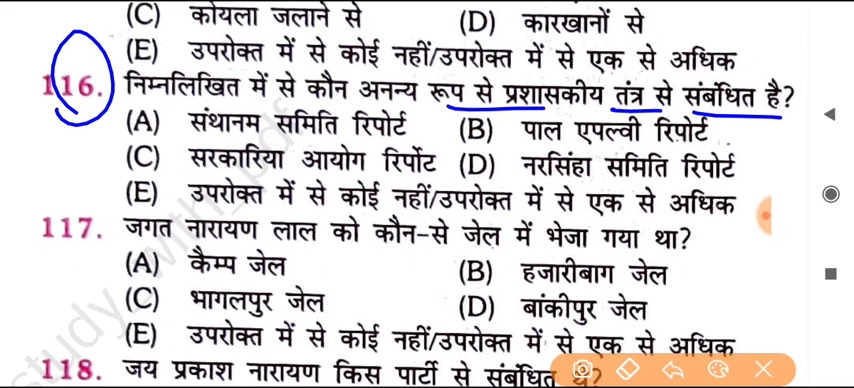 (C) कोयला जलाने से (D) कारखानों से
(E) उपरोक्त में से कोई नहीं/उपरोक्त में से एक से अधिक
116. निम्नलिखित में से कौन अनन्य रूप से प्रशासकीय तंत्र से संबंधित है?
(A) संथानम समिति रिपोर्ट (B) पाल एपल्वी रिपोर्ट
(C) सरकारिया आयोग रिर्पोट (D) नरसिंहा समिति रिपोर्ट
(E) उपरोक्त में से कोई नहीं/उपरोक्त में से एक से अधिक
117. जगत नारायण लाल को कौन-से जेल में भेजा गया था?
(A) कैम्प जेल (B) हजारीबाग जेल
(C) भागलपुर जेल (D) बांकीपुर जेल
(E) उपरोक्त में से कोई नहीं/उपरोक्त में से एक से अधिक
118. जय प्रकाश नारायण किस पार्टी से संबंधित थे?
study_with_pdf